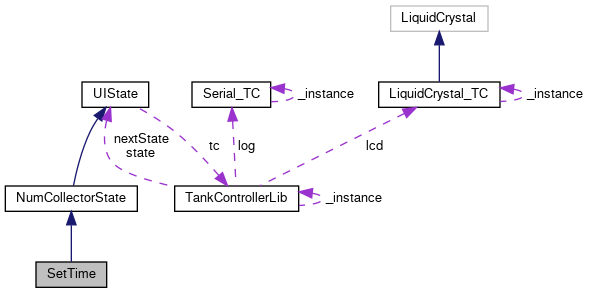 LiquidCrystal
UIState
Serial_TC
_instance
LiquidCrystal_TC
_instance
nextState
state
tc
log
lcd
NumCollectorState
TankControllerLib
_instance
SetTime